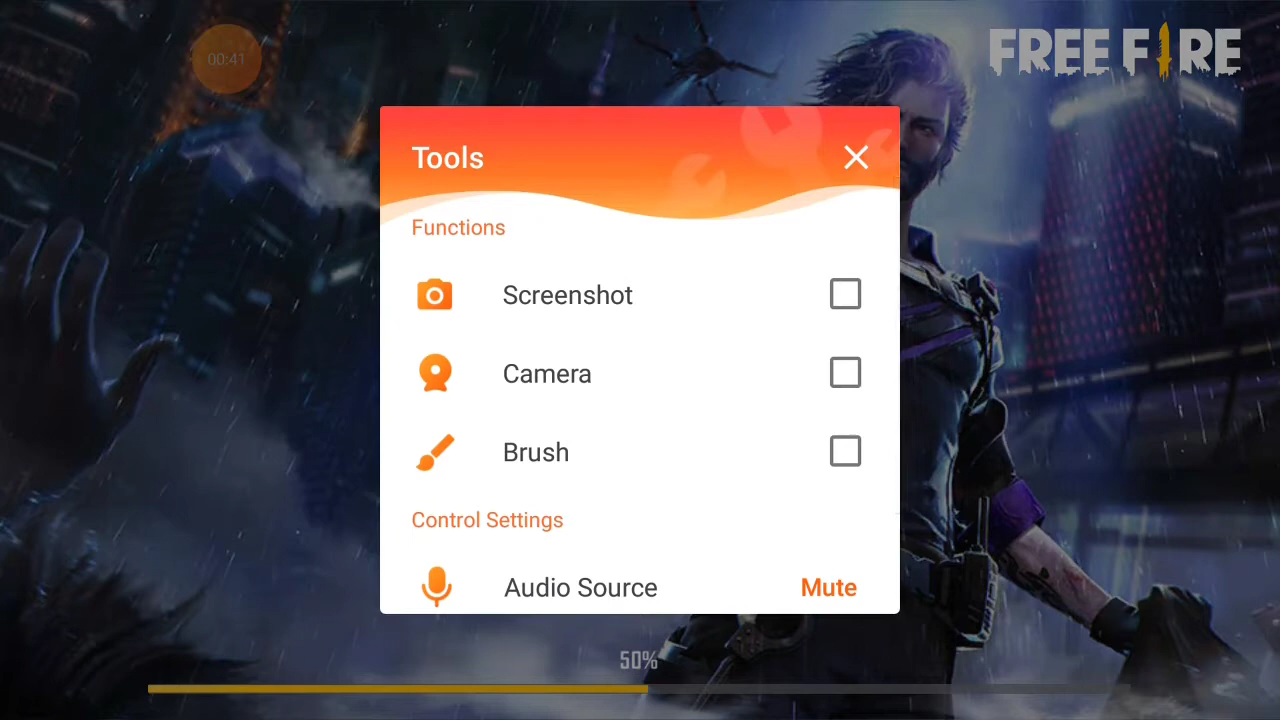 00:41
FREE FIRE
Tools
Functions
Screenshot
Camera
Brush
Control Settings
Audio Source Mute
50%